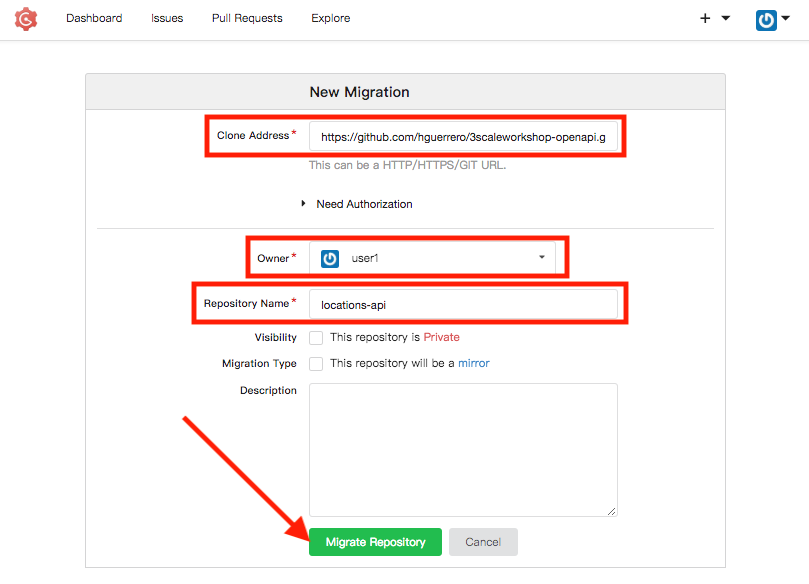 Dashboard Issues Pull Requests Explore
New Migration
Clone Address* https://github.com/hguerrero/3scaleworkshop-openapi.g
This can be a HTTP/HTTPS/GIT URL.
Need Authorization
Owner* user1
Repository Name* locations-api
Visibility This repository is Private
Migration Type This repository will be a mirror
Description
Migrate Repository Cancel